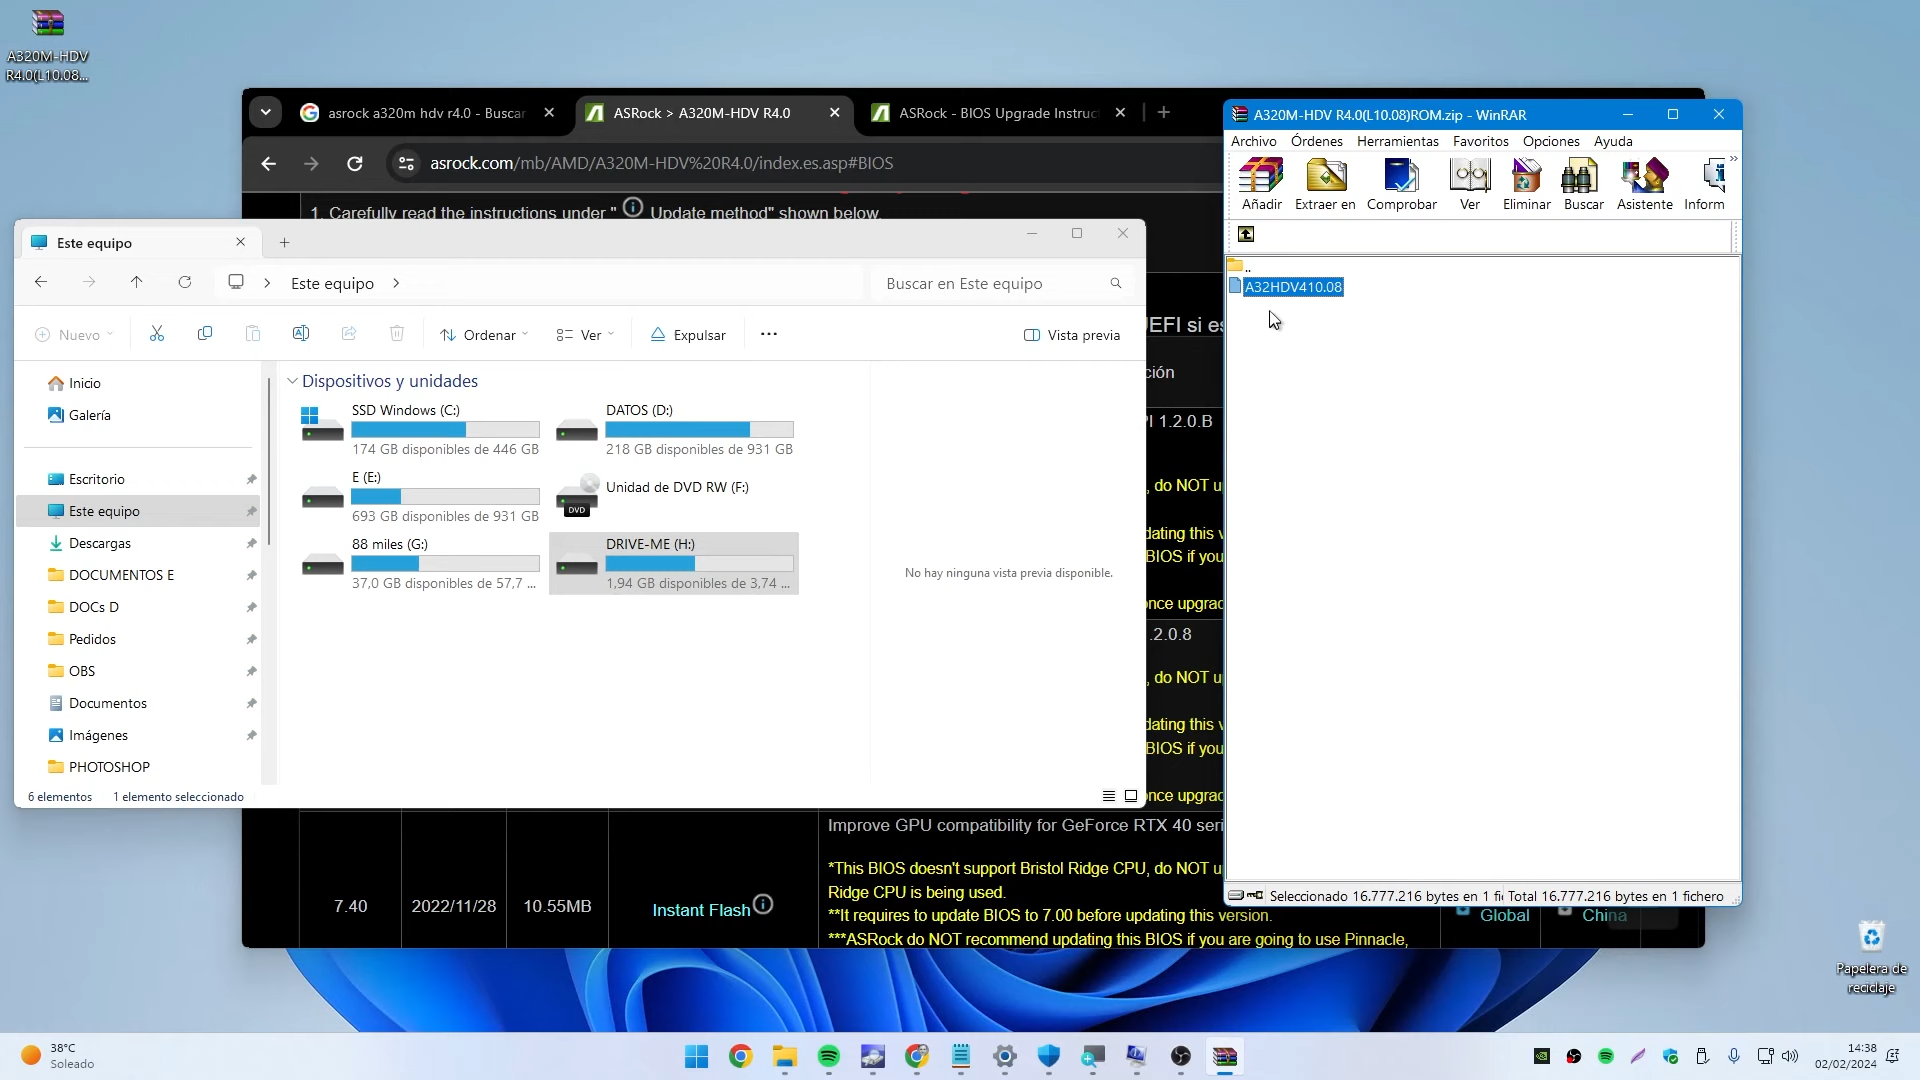 A320M-HDV
R4.0(L10.08...
asrock a320m hdv r4.0 - Buscar
ASRock > A320M-HDV R4.0
ASRock - BIOS Upgrade Instruct
asrock.com/mb/AMD/A320M-HDV%20R4.0/index.es.asp#BIOS
1. Carefully read the instructions under " Update method" shown below.
Este equipo
Este equipo
Buscar en Este equipo
Nuevo
Ordenar
Ver
Expulsar
Vista previa
Inicio
Galería
Escritorio
Este equipo
Descargas
DOCUMENTOS E
DOCs D
Pedidos
OBS
Documentos
Imágenes
PHOTOSHOP
Dispositivos y unidades
SSD Windows (C:)
174 GB disponibles de 446 GB
DATOS (D:)
218 GB disponibles de 931 GB
E (E:)
693 GB disponibles de 931 GB
Unidad de DVD RW (F:)
DVD
88 miles (G:)
37,0 GB disponibles de 57,7 ...
DRIVE-ME (H:)
1,94 GB disponibles de 3,74 ...
No hay ninguna vista previa disponible.
6 elementos
1 elemento seleccionado
JEFI si es
ción
PI 1.2.0.B
, do NOT u
dating this v
BIOS if you
once upgrad
.2.0.8
, do NOT u
dating this v
BIOS if you
once upgrad
Improve GPU compatibility for GeForce RTX 40 seri
7.40
2022/11/28
10.55MB
Instant Flash
*This BIOS doesn't support Bristol Ridge CPU, do NOT u
Ridge CPU is being used.
**It requires to update BIOS to 7.00 before updating this version.
***ASRock do NOT recommend updating this BIOS if you are going to use Pinnacle,
Global
China
A320M-HDV R4.0(L10.08)ROM.zip - WinRAR
Archivo
Órdenes
Herramientas
Favoritos
Opciones
Ayuda
Añadir
Extraer en
Comprobar
Ver
Eliminar
Buscar
Asistente
Inform
..
A32HDV410.08
Seleccionado 16.777.216 bytes en 1 fi
Total 16.777.216 bytes en 1 fichero
Papelera de
reciclaje
38°C
Soleado
14:38
02/02/2024